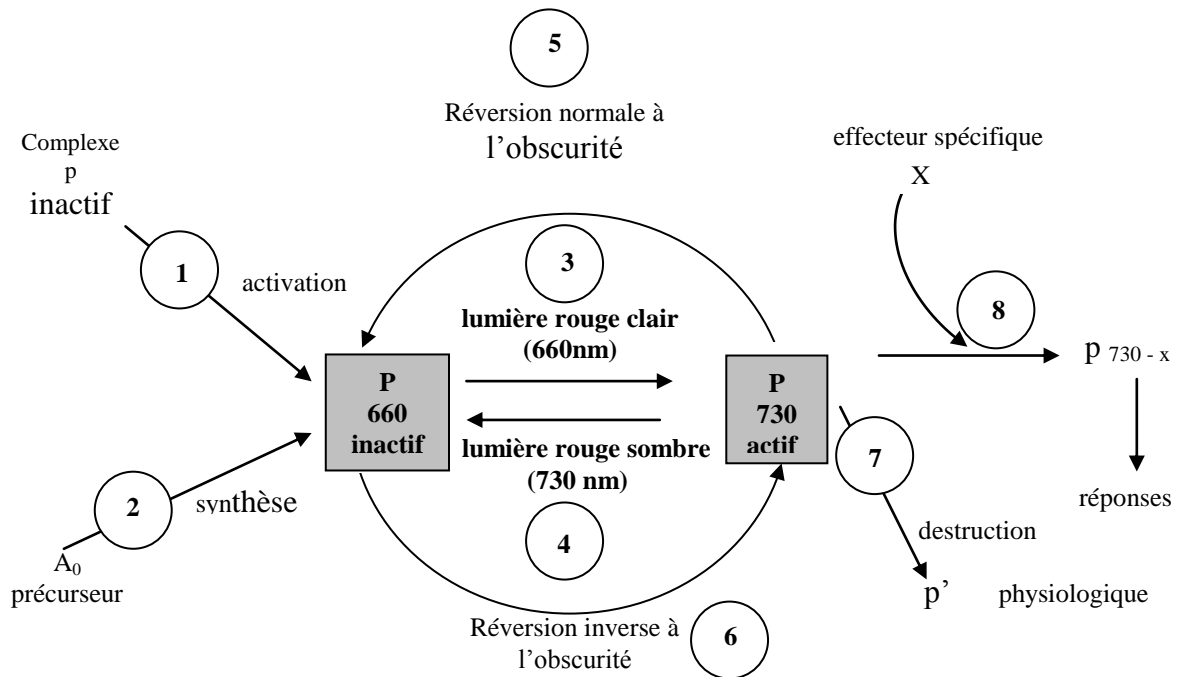 5
Réversion normale à
l’obscurité
Complexe
p
inactif
effecteur spécifique
X
1
activation
3
lumière rouge clair
(660nm)
8
P
660
inactif
P
730
actif
p 730 - x
lumière rouge sombre
(730 nm)
7
2
synthèse
4
réponses
destruction
A0
précurseur
p’
physiologique
Réversion inverse à
l’obscurité
6